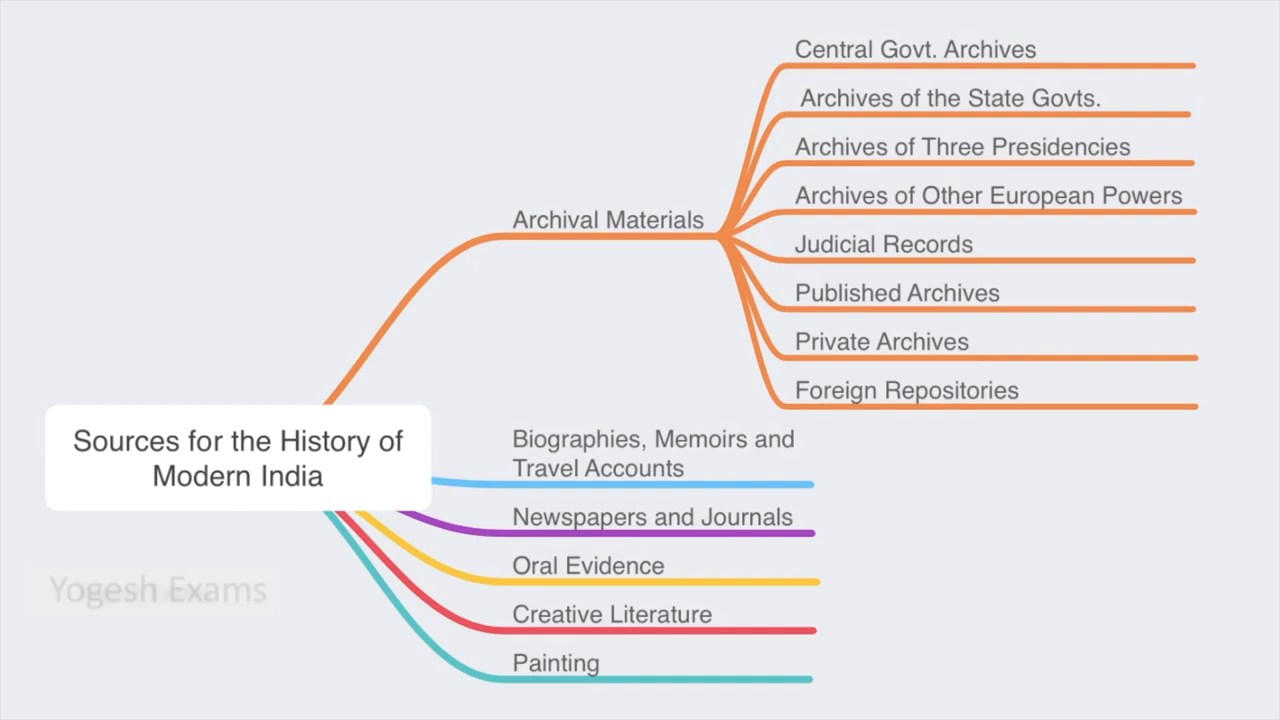 Central Govt. Archives
Archives of the State Govts.
Archives of Three Presidencies
Archives of Other European Powers
Archival Materials
Judicial Records
Published Archives
Private Archives
Foreign Repositories
Sources for the History of
Modern India
Biographies, Memoirs and
Travel Accounts
Newspapers and Journals
Oral Evidence
Creative Literature
Painting
Yogesh Exams